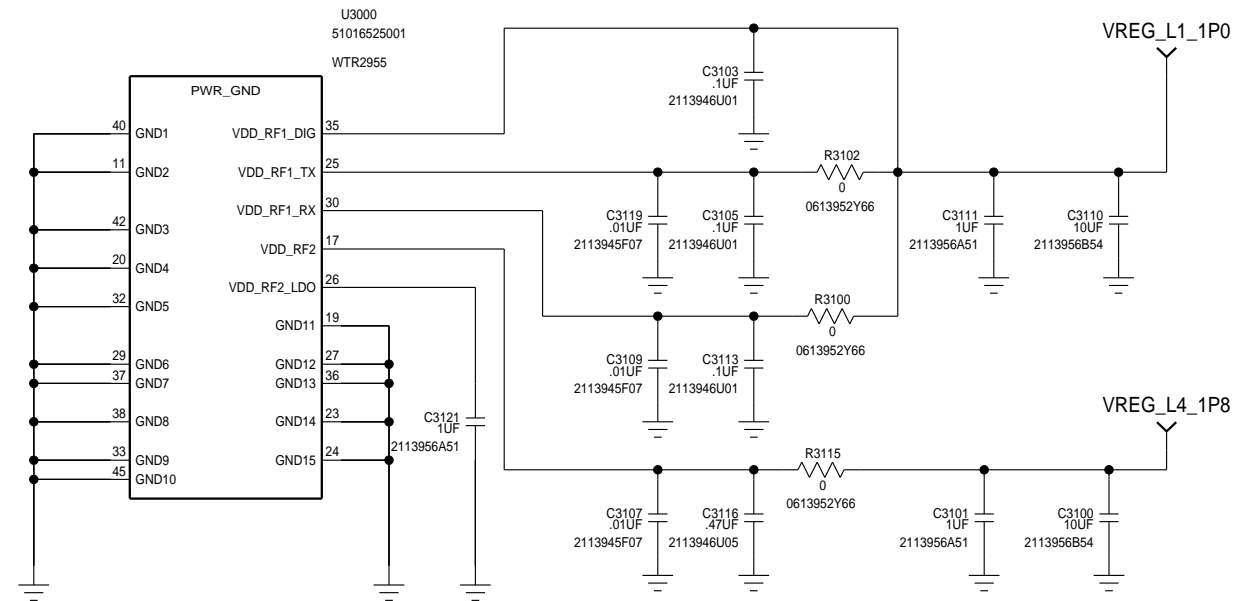 U3000
51016525001
WTR2955
PWR_GND
40 GND1
11 GND2
42 GND3
20 GND4
32 GND5
29 GND6
37 GND7
38 GND8
33 GND9
45 GND10
VDD_RF1_DIG 35
VDD_RF1_TX 25
VDD_RF1_RX 30
VDD_RF2 17
VDD_RF2_LDO 26
GND11 19
GND12 27
GND13 36
GND14 23
GND15 24
C3121
1UF
2113956A51
C3103
.1UF
2113946U01
VREG_L1_1P0
R3102
0
0613952Y66
C3119
.01UF
2113945F07
C3105
.1UF
2113946U01
C3111
1UF
2113956A51
C3110
10UF
2113956B54
R3100
0
0613952Y66
C3109
.01UF
2113945F07
C3113
.1UF
2113946U01
VREG_L4_1P8
R3115
0
0613952Y66
C3107
.01UF
2113945F07
C3116
.47UF
2113946U05
C3101
1UF
2113956A51
C3100
10UF
2113956B54